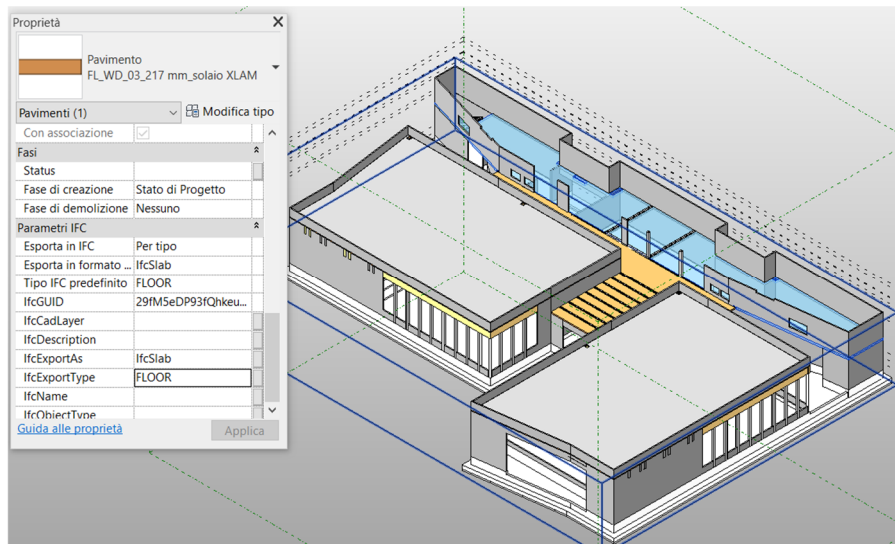 Proprietà
Pavimento
FL_WD_03_217 mm_solaio XLAM
Pavimenti (1)
Modifica tipo
Con associazione
Fasi
Status
Fase di creazione Stato di Progetto
Fase di demolizione Nessuno
Parametri IFC
Esporta in IFC Per tipo
Esporta in formato ... IfcSlab
Tipo IFC predefinito FLOOR
IfcGUID 29fM5eDP93fQhkeu...
IfcCadLayer
IfcDescription
IfcExportAs IfcSlab
IfcExportType FLOOR
IfcName
IfcObjectType
Guida alle proprietà
Applica